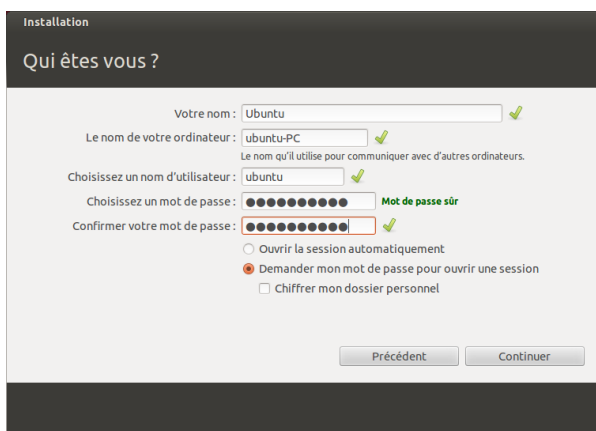 Installation
Qui êtes vous ?
Votre nom : Ubuntu
Le nom de votre ordinateur : ubuntu-PC
Le nom qu'il utilise pour communiquer avec d'autres ordinateurs.
Choisissez un nom d'utilisateur : ubuntu
Choisissez un mot de passe : ●●●●●●●●●● Mot de passe sûr
Confirmer votre mot de passe : ●●●●●●●●●●
Ouvrir la session automatiquement
Demander mon mot de passe pour ouvrir une session
Chiffrer mon dossier personnel
Précédent Continuer